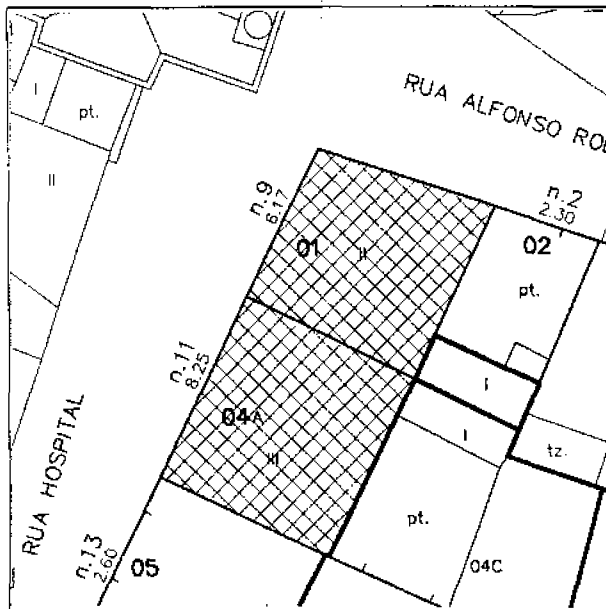 I
pt.
II
RUA ALFONSO
n.9
6.17
n.2
2.30
01
II
02
pt.
n.11
8.25
I
04A
III
I
tz.
RUA HOSPITAL
pt.
n.13
2.60
05
04C